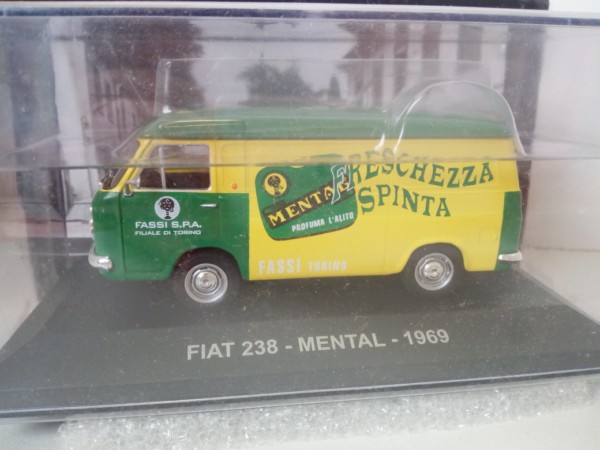 FRESCHEZZA
SPINTA
MENTAL
PROFUMA L'ALITO
FASSI S.P.A.
FILIALE DI TORINO
FASSI TORINO
FIAT 238 - MENTAL - 1969